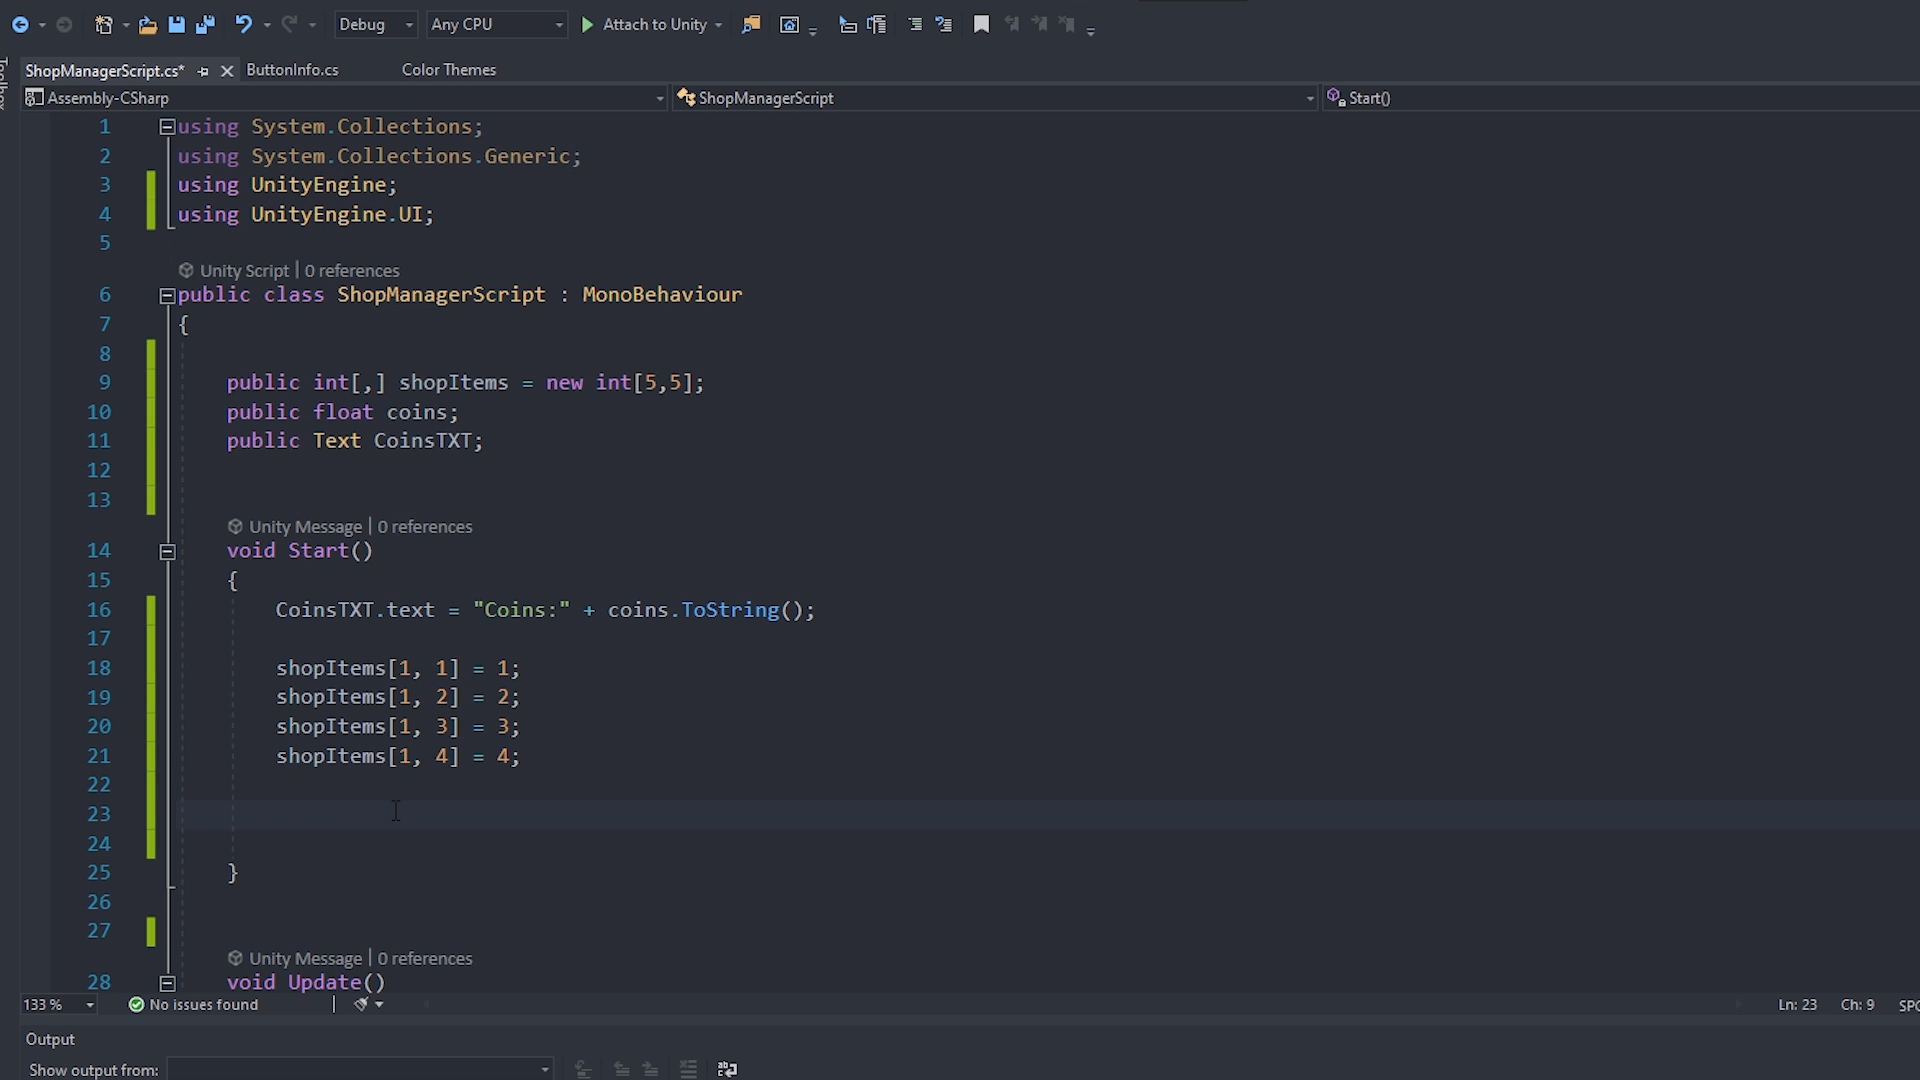 Debug Any CPU Attach to Unity
ShopManagerScript.cs* ButtonInfo.cs Color Themes
Assembly-CSharp ShopManagerScript Start()
1 using System.Collections;
2 using System.Collections.Generic;
3 using UnityEngine;
4 using UnityEngine.UI;
5
Unity Script | 0 references
6 public class ShopManagerScript : MonoBehaviour
7 {
8
9 public int[,] shopItems = new int[5,5];
10 public float coins;
11 public Text CoinsTXT;
12
13
Unity Message | 0 references
14 void Start()
15 {
16 CoinsTXT.text = "Coins:" + coins.ToString();
17
18 shopItems[1, 1] = 1;
19 shopItems[1, 2] = 2;
20 shopItems[1, 3] = 3;
21 shopItems[1, 4] = 4;
22
23
24
25 }
26
27
Unity Message | 0 references
28 void Update()
133 % No issues found Ln: 23 Ch: 9
Output
Show output from: